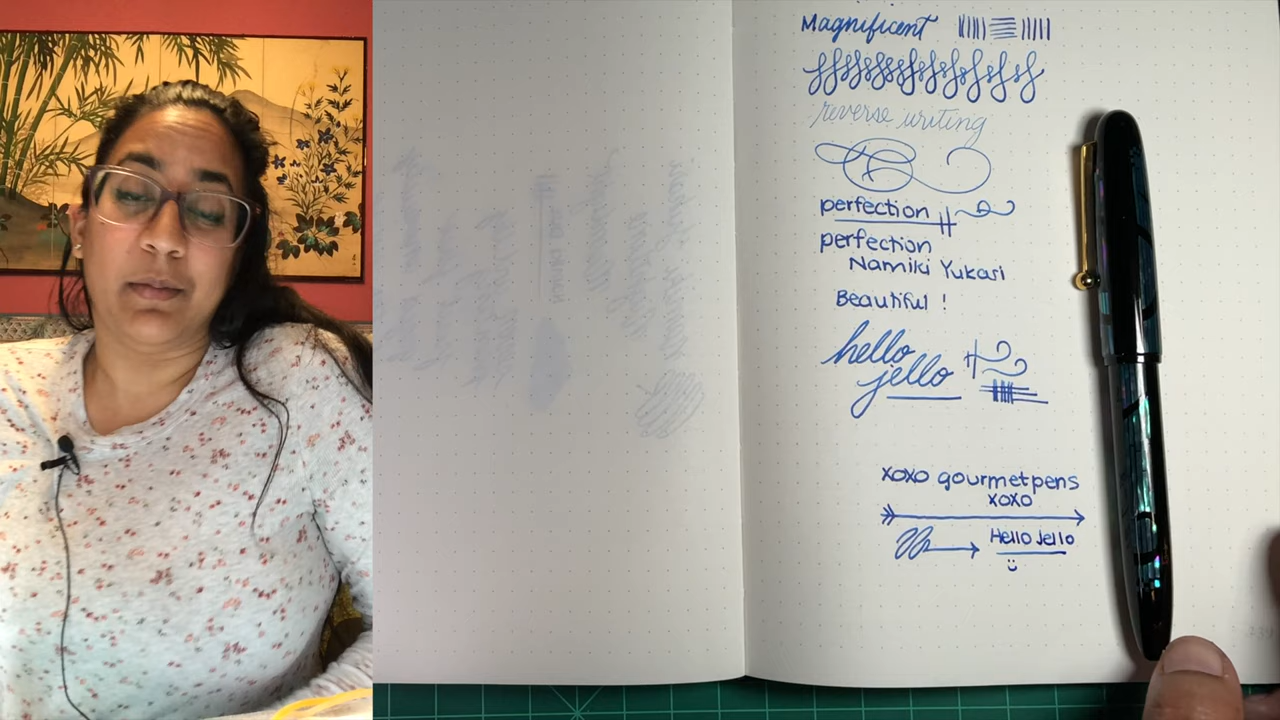 Magnificent
reverse writing
perfection
perfection
Namiki Yukari
Beautiful !
hello
jello
xoxo gourmetpens
xoxo
Hello Jello